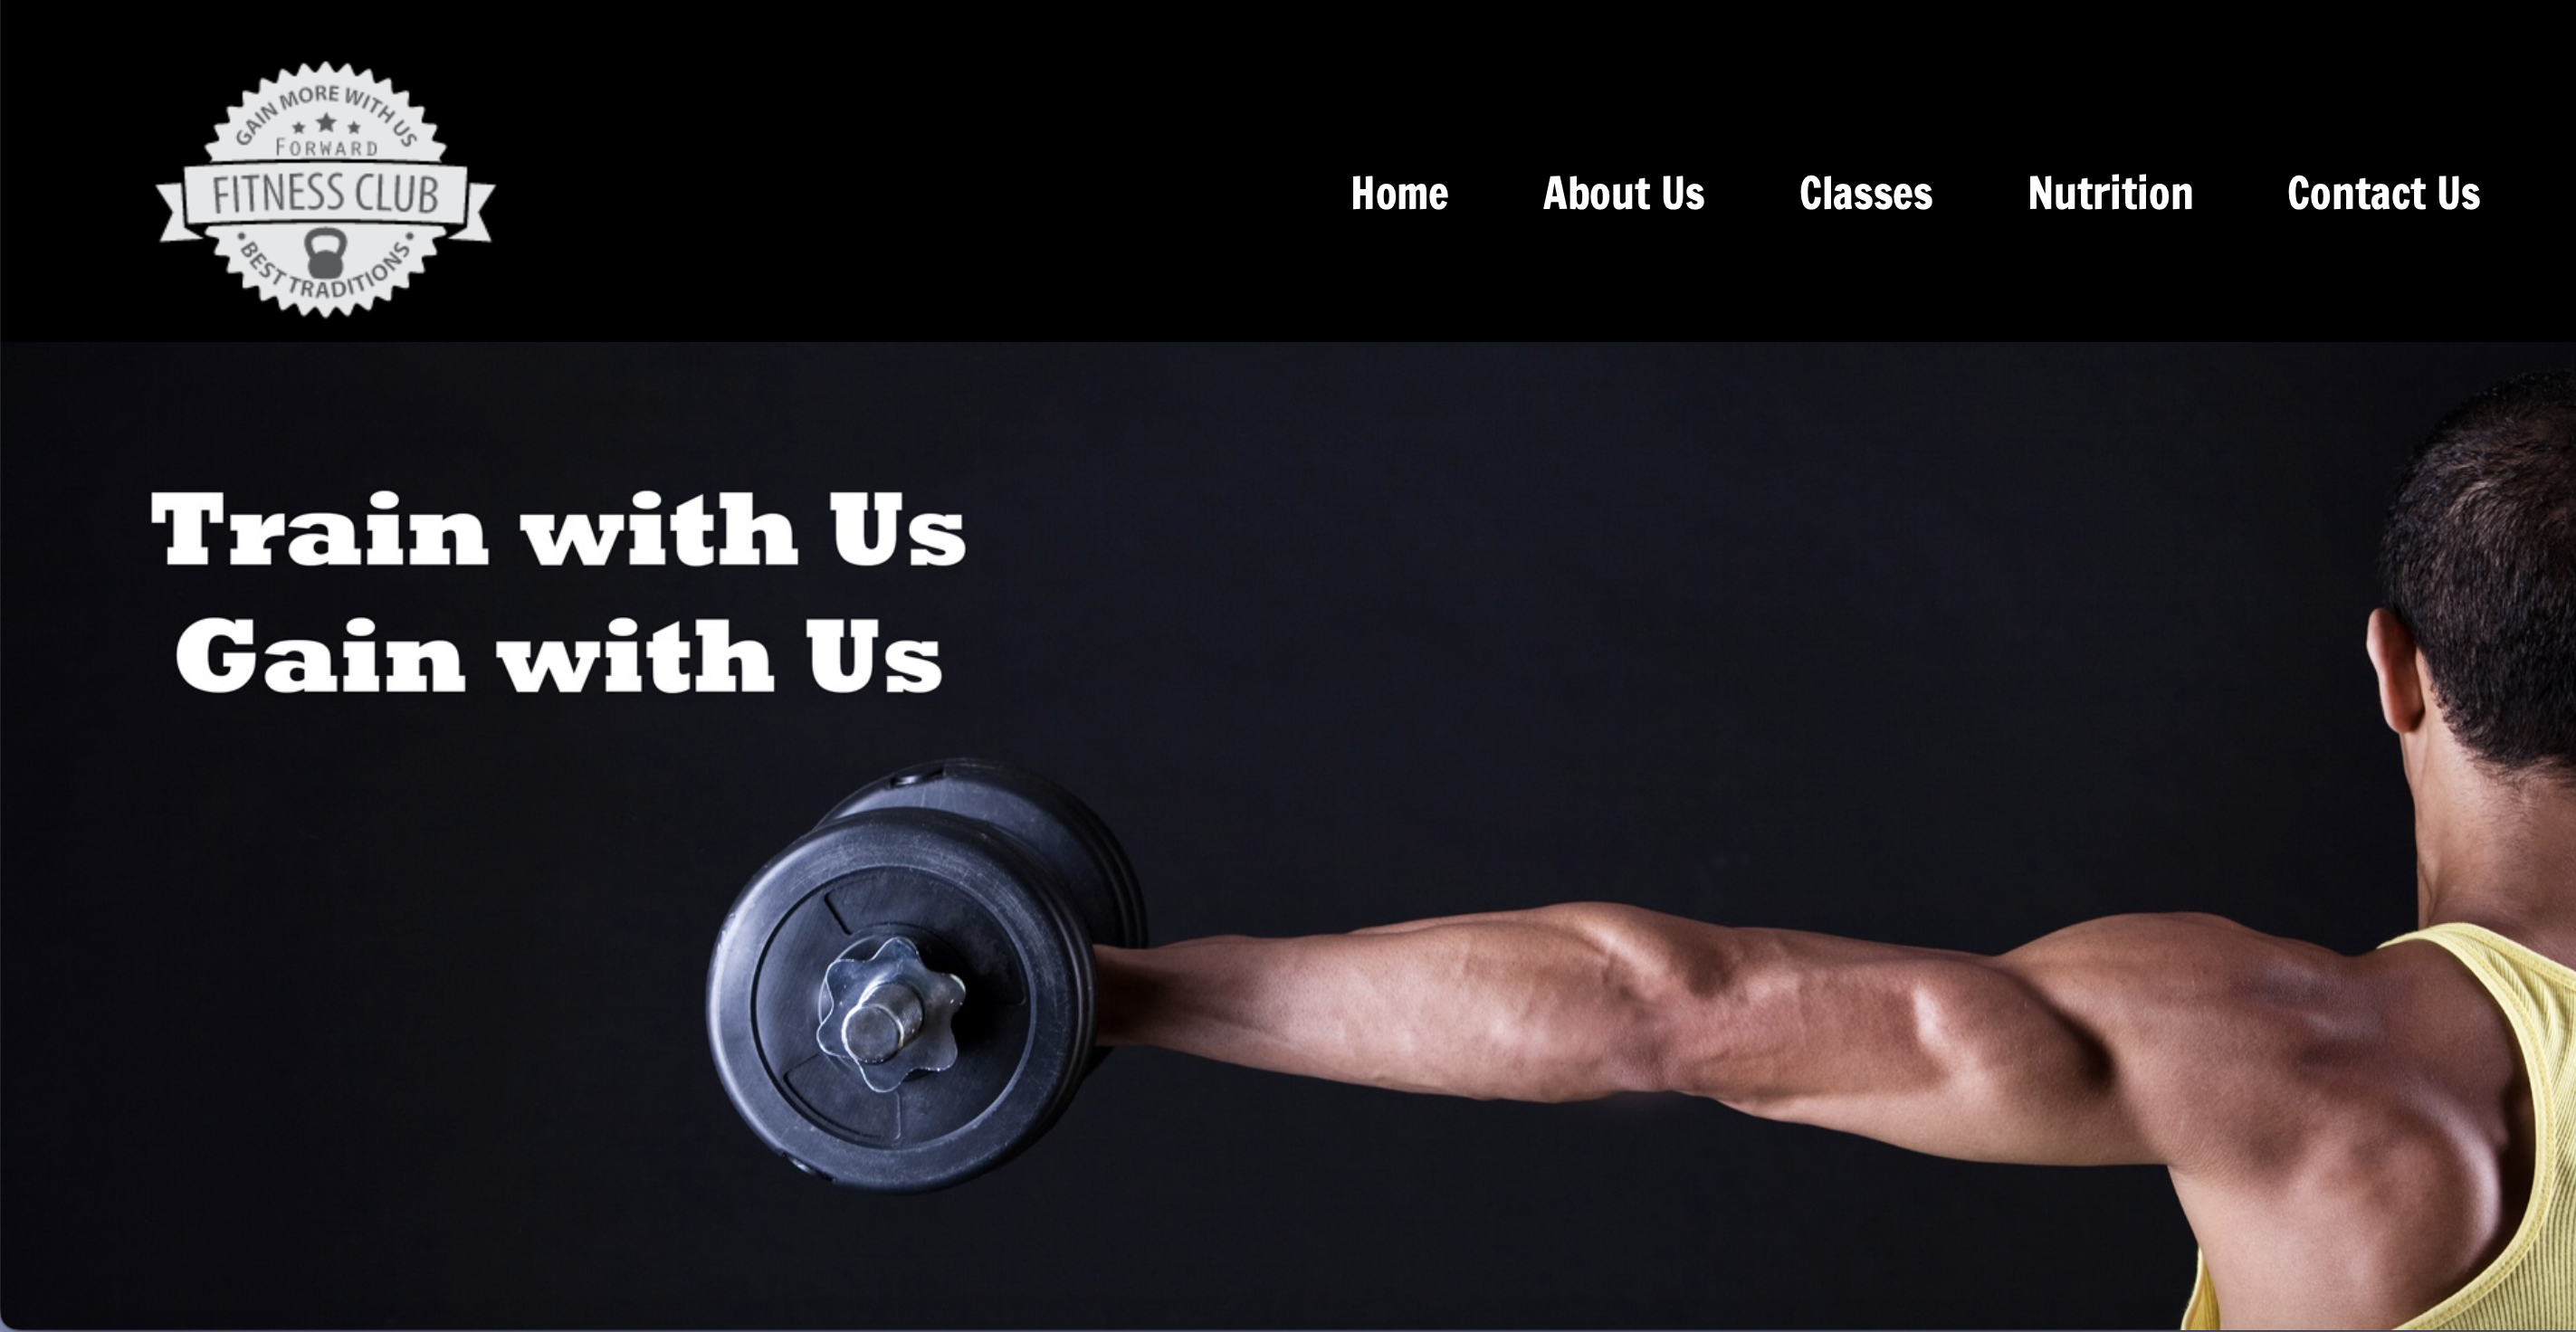 GAIN MORE WITH US
FORWARD
FITNESS CLUB
BEST TRADITIONS
Home About Us Classes Nutrition Contact Us
Train with Us
Gain with Us